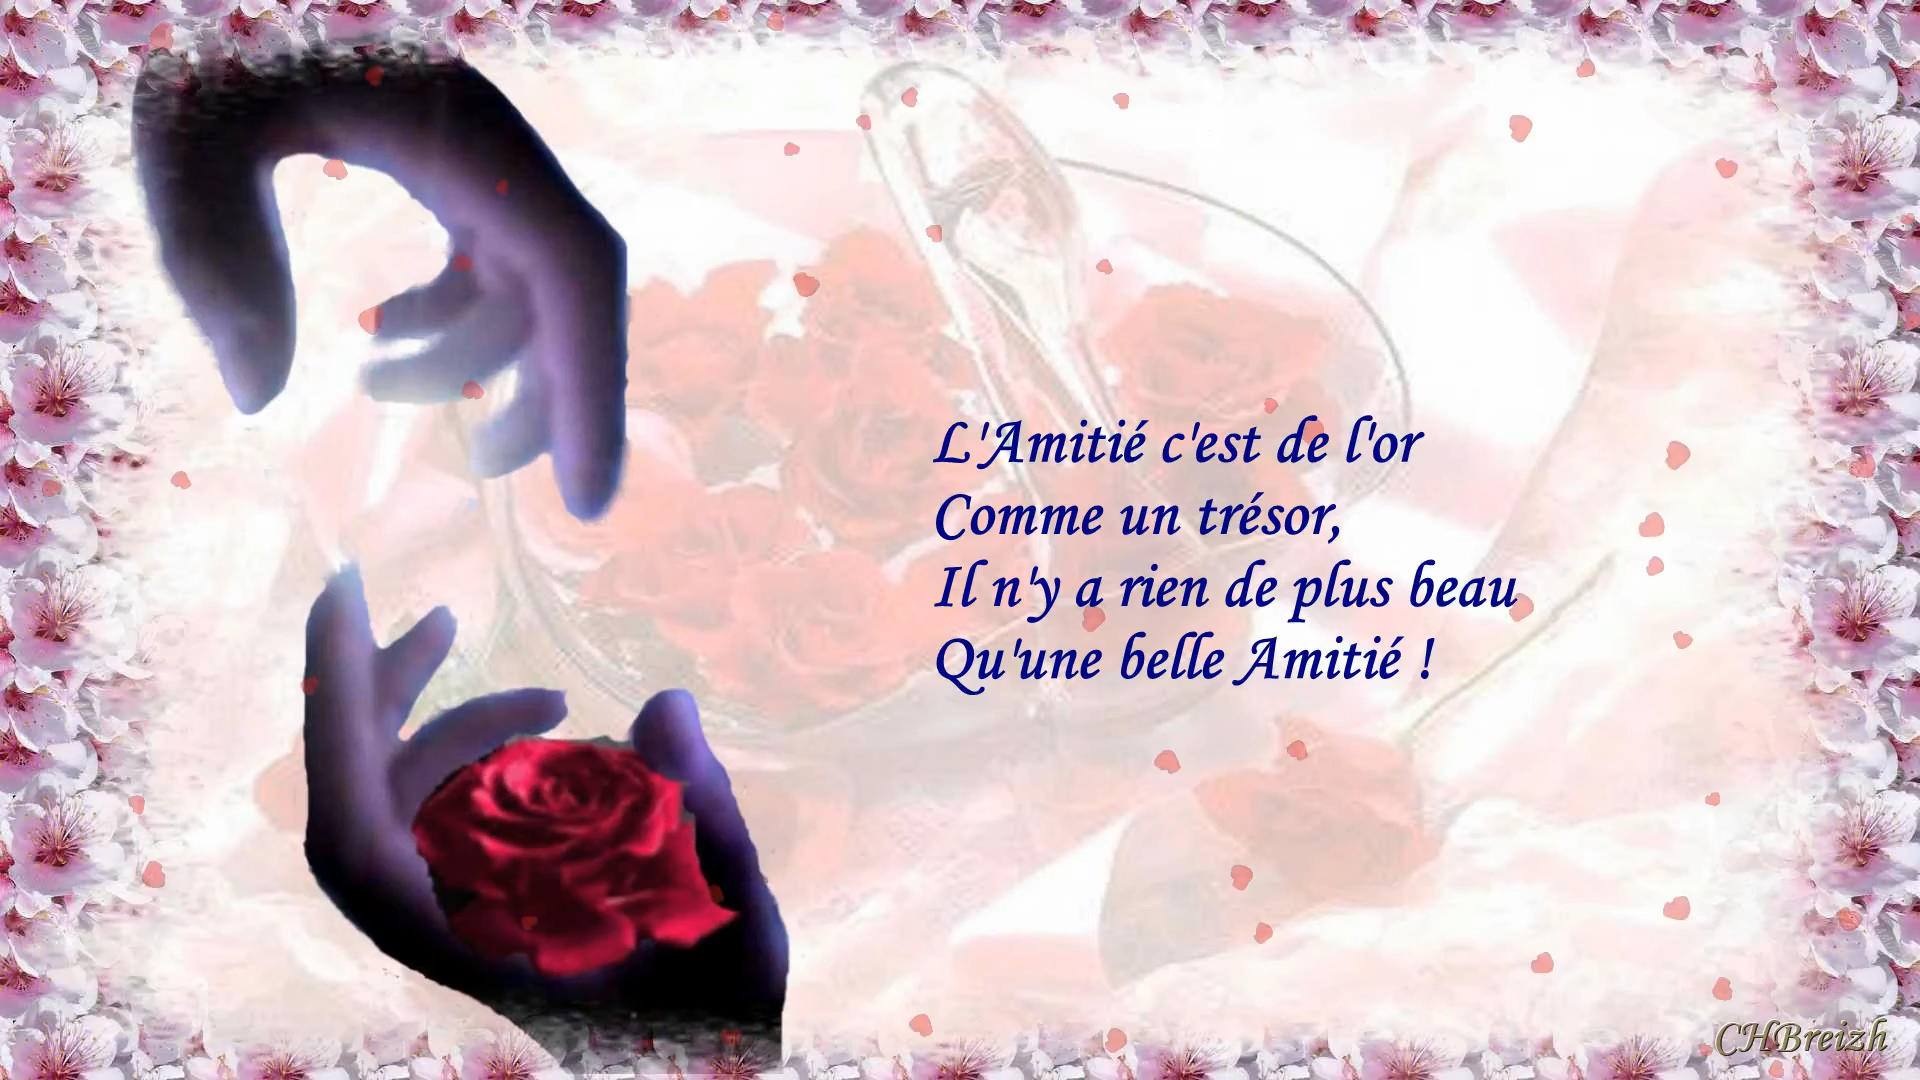 L'Amitié c'est de l'or
Comme un trésor,
Il n'y a rien de plus beau
Qu'une belle Amitié !
CHBreizh